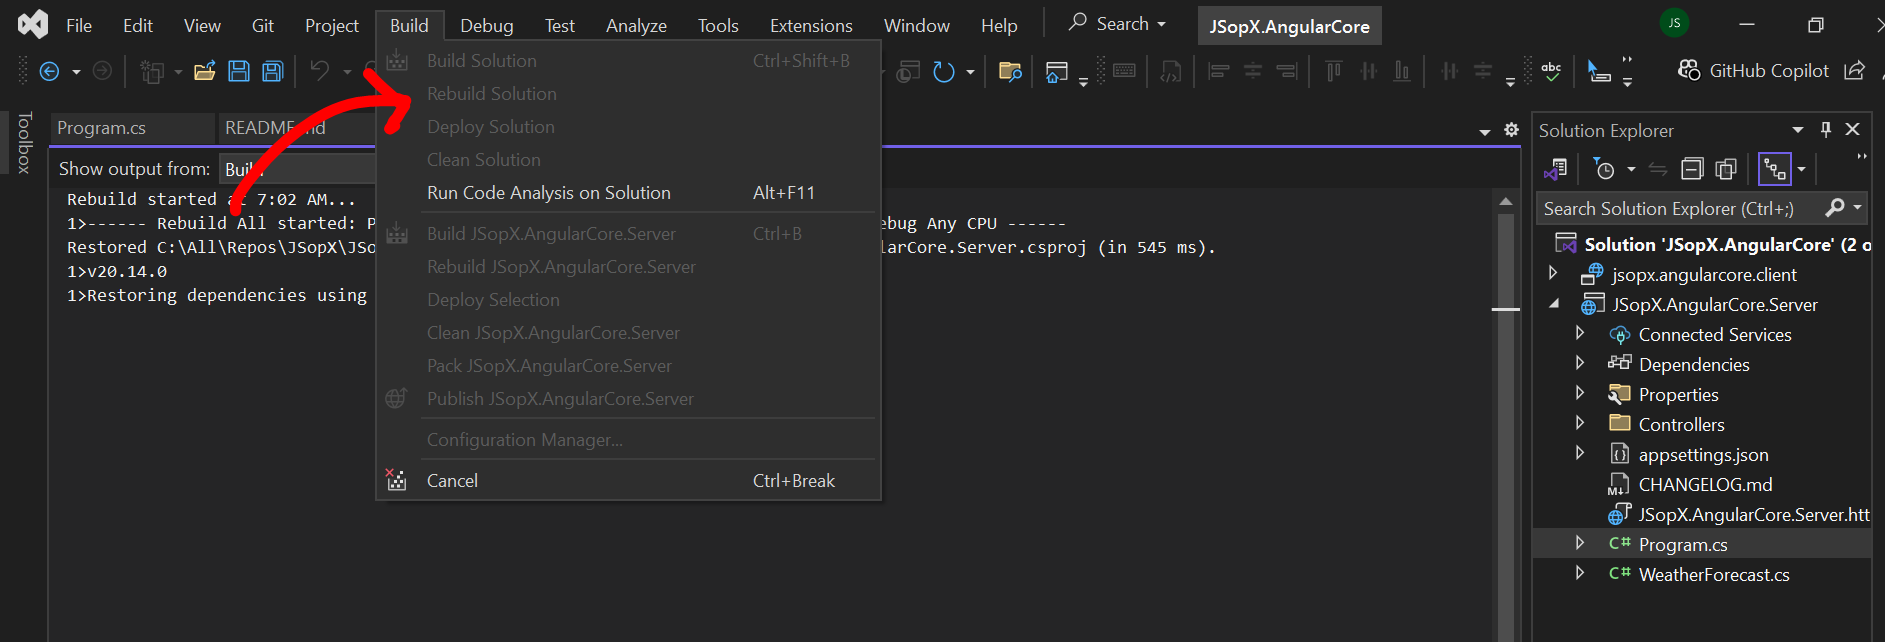 File Edit View Git Project Build Debug Test Analyze Tools Extensions Window Help Search JSopX.AngularCore JS
abc GitHub Copilot
Toolbox
Program.cs README.md
Show output from: Build
Rebuild started at 7:02 AM...
1>------ Rebuild All started: P
ebug Any CPU ------
Restored C:\All\Repos\JSopX\JSo
larCore.Server.csproj (in 545 ms).
1>v20.14.0
1>Restoring dependencies using
Build Solution Ctrl+Shift+B
Rebuild Solution
Deploy Solution
Clean Solution
Run Code Analysis on Solution Alt+F11
Build JSopX.AngularCore.Server Ctrl+B
Rebuild JSopX.AngularCore.Server
Deploy Selection
Clean JSopX.AngularCore.Server
Pack JSopX.AngularCore.Server
Publish JSopX.AngularCore.Server
Configuration Manager...
Cancel Ctrl+Break
Solution Explorer
Search Solution Explorer (Ctrl+;)
Solution 'JSopX.AngularCore' (2 o
jsopx.angularcore.client
JSopX.AngularCore.Server
Connected Services
Dependencies
Properties
Controllers
appsettings.json
CHANGELOG.md
JSopX.AngularCore.Server.htt
C# Program.cs
C# WeatherForecast.cs